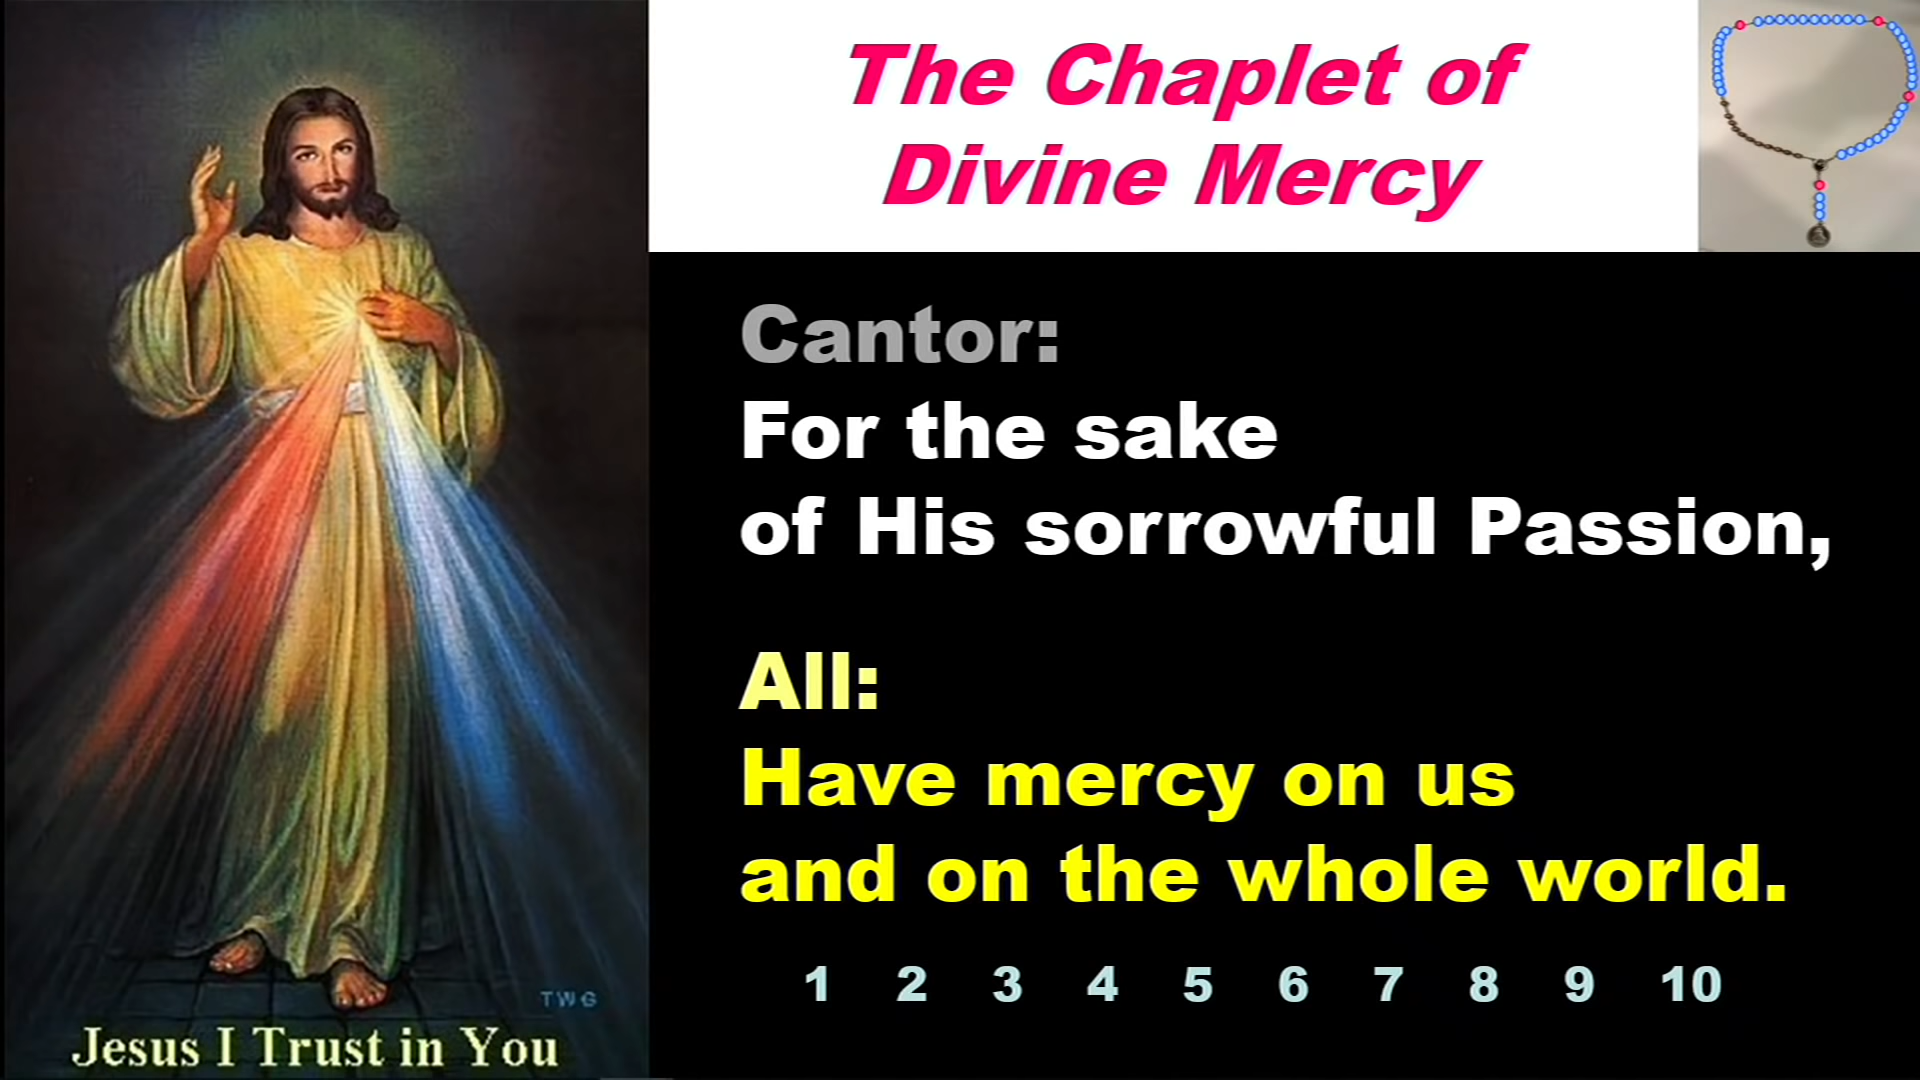 The Chaplet of
Divine Mercy
Cantor:
For the sake
of His sorrowful Passion,
All:
Have mercy on us
and on the whole world.
1 2 3 4 5 6 7 8 9 10
TWG
Jesus I Trust in You